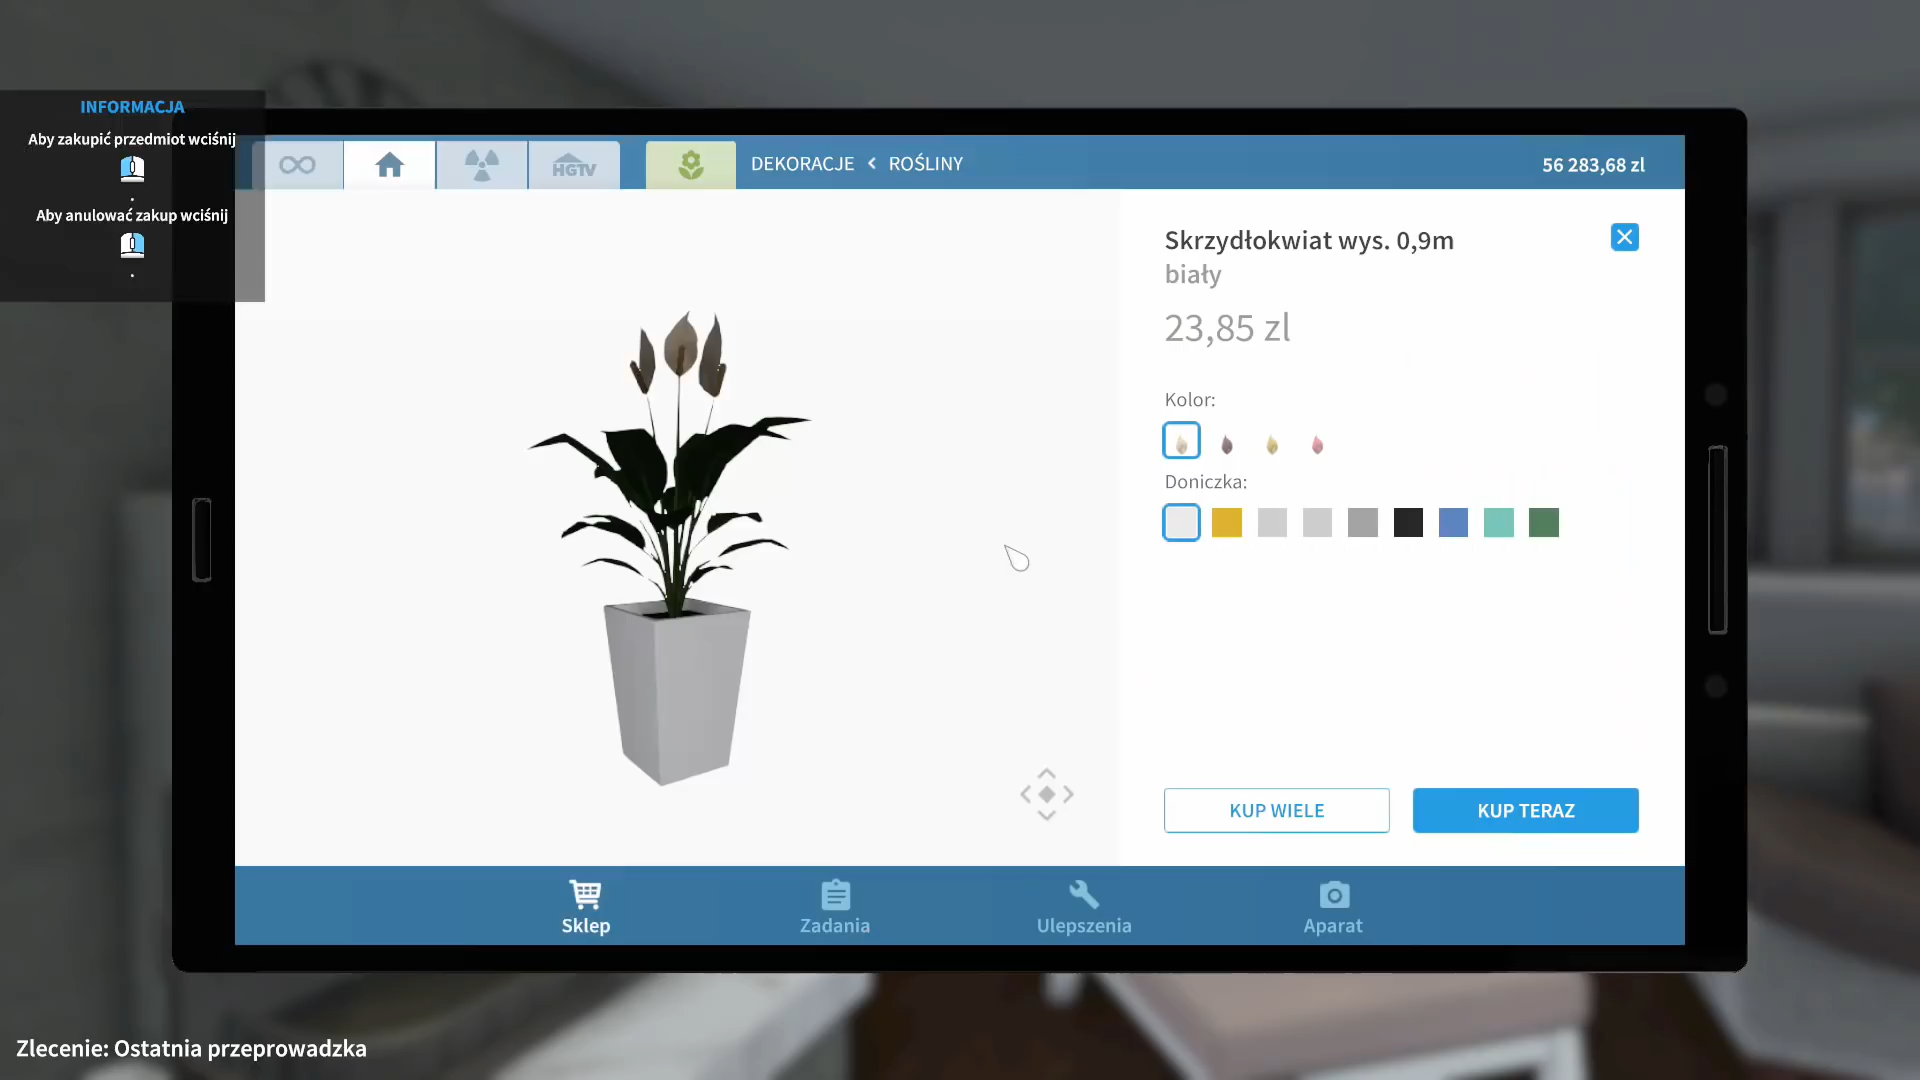 INFORMACJA
Aby zakupić przedmiot wciśnij
.
Aby anulować zakup wciśnij
.
HGTV
DEKORACJE < ROŚLINY
56 283,68 zl
Skrzydłokwiat wys. 0,9m
biały
23,85 zl
Kolor:
Doniczka:
KUP WIELE
KUP TERAZ
Sklep
Zadania
Ulepszenia
Aparat
Zlecenie: Ostatnia przeprowadzka